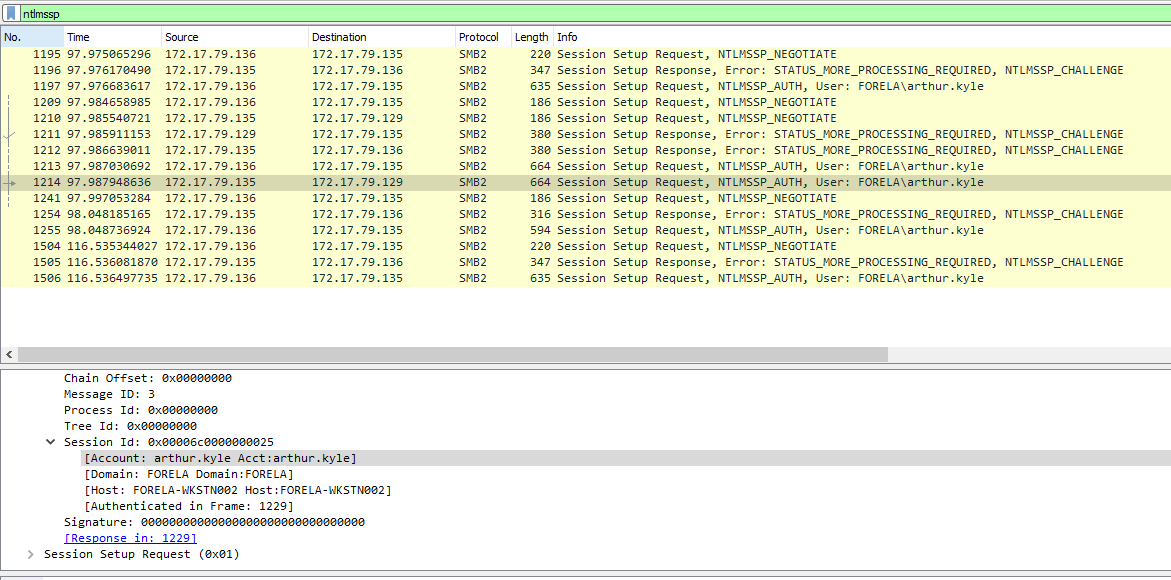 ntlmssp
No. Time Source Destination Protocol Length Info
1195 97.975065296 172.17.79.136 172.17.79.135 SMB2 220 Session Setup Request, NTLMSSP_NEGOTIATE
1196 97.976170490 172.17.79.135 172.17.79.136 SMB2 347 Session Setup Response, Error: STATUS_MORE_PROCESSING_REQUIRED, NTLMSSP_CHALLENGE
1197 97.976683617 172.17.79.136 172.17.79.135 SMB2 635 Session Setup Request, NTLMSSP_AUTH, User: FORELA\arthur.kyle
1209 97.984658985 172.17.79.136 172.17.79.135 SMB2 186 Session Setup Request, NTLMSSP_NEGOTIATE
1210 97.985540721 172.17.79.135 172.17.79.129 SMB2 186 Session Setup Request, NTLMSSP_NEGOTIATE
1211 97.985911153 172.17.79.129 172.17.79.135 SMB2 380 Session Setup Response, Error: STATUS_MORE_PROCESSING_REQUIRED, NTLMSSP_CHALLENGE
1212 97.986639011 172.17.79.135 172.17.79.136 SMB2 380 Session Setup Response, Error: STATUS_MORE_PROCESSING_REQUIRED, NTLMSSP_CHALLENGE
1213 97.987030692 172.17.79.136 172.17.79.135 SMB2 664 Session Setup Request, NTLMSSP_AUTH, User: FORELA\arthur.kyle
1214 97.987948636 172.17.79.135 172.17.79.129 SMB2 664 Session Setup Request, NTLMSSP_AUTH, User: FORELA\arthur.kyle
1241 97.997053284 172.17.79.136 172.17.79.135 SMB2 186 Session Setup Request, NTLMSSP_NEGOTIATE
1254 98.048185165 172.17.79.135 172.17.79.136 SMB2 316 Session Setup Response, Error: STATUS_MORE_PROCESSING_REQUIRED, NTLMSSP_CHALLENGE
1255 98.048736924 172.17.79.136 172.17.79.135 SMB2 594 Session Setup Request, NTLMSSP_AUTH, User: FORELA\arthur.kyle
1504 116.535344027 172.17.79.136 172.17.79.135 SMB2 220 Session Setup Request, NTLMSSP_NEGOTIATE
1505 116.536081870 172.17.79.135 172.17.79.136 SMB2 347 Session Setup Response, Error: STATUS_MORE_PROCESSING_REQUIRED, NTLMSSP_CHALLENGE
1506 116.536497735 172.17.79.136 172.17.79.135 SMB2 635 Session Setup Request, NTLMSSP_AUTH, User: FORELA\arthur.kyle
Chain Offset: 0x00000000
Message ID: 3
Process Id: 0x00000000
Tree Id: 0x00000000
Session Id: 0x00006c0000000025
[Account: arthur.kyle Acct:arthur.kyle]
[Domain: FORELA Domain:FORELA]
[Host: FORELA-WKSTN002 Host:FORELA-WKSTN002]
[Authenticated in Frame: 1229]
Signature: 00000000000000000000000000000000
[Response in: 1229]
Session Setup Request (0x01)